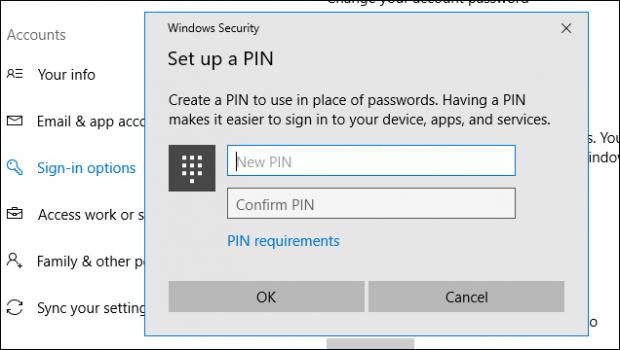 Change your account password
Accounts
Your info
Email & app acco
Sign-in options
Access work or s
Family & other p
Sync your setting
Windows Security
Set up a PIN
Create a PIN to use in place of passwords. Having a PIN
makes it easier to sign in to your device, apps, and services.
New PIN
Confirm PIN
PIN requirements
OK
Cancel
s. You
indow
o